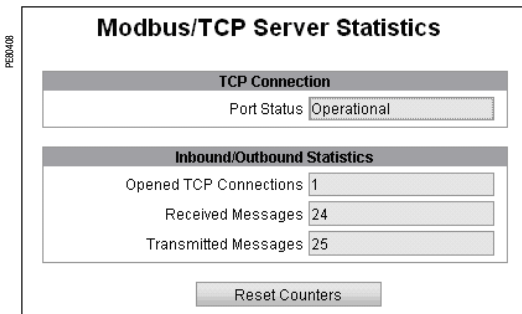 Modbus/TCP Server Statistics
PE80408
TCP Connection
Port Status Operational
Inbound/Outbound Statistics
Opened TCP Connections 1
Received Messages 24
Transmitted Messages 25
Reset Counters